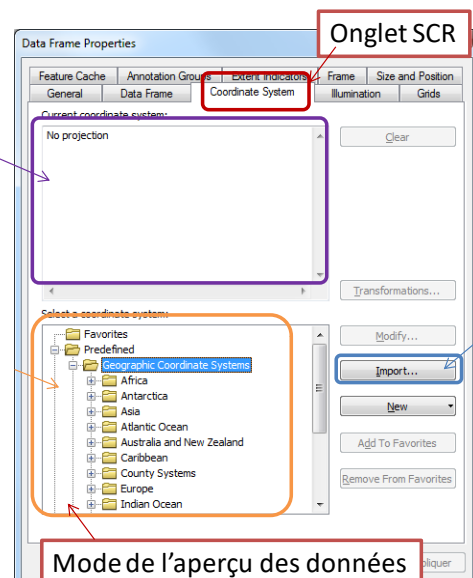 Onglet SCR
Data Frame Properties
Feature Cache Annotation Groups Extent Indicators Frame Size and Position
General Data Frame Coordinate System Illumination Grids
Current coordinate system:
No projection
Clear
Transformations...
Select a coordinate system:
Favorites
Modify...
Predefined
Geographic Coordinate Systems
Import...
Africa
Antarctica
Asia
New
Atlantic Ocean
Australia and New Zealand
Add To Favorites
Caribbean
County Systems
Remove From Favorites
Europe
Indian Ocean
Mode de l'aperçu des données